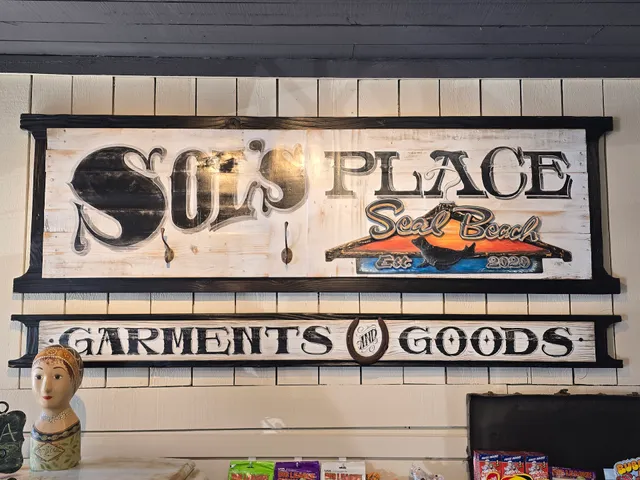 SOL'S PLACE
Seal Beach
Est 2020
GARMENTS AND GOODS
A